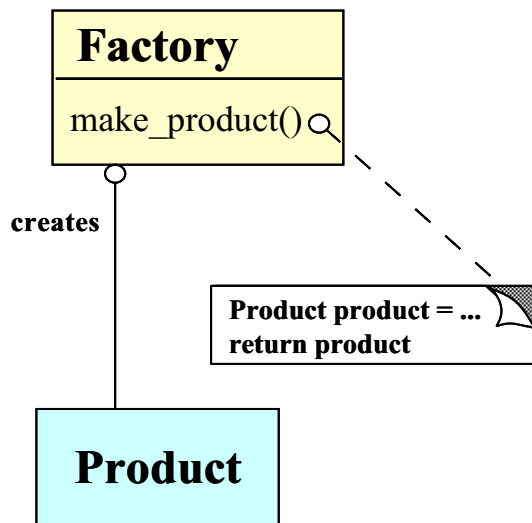 Factory
make_product()
creates
Product product = ...
return product
Product